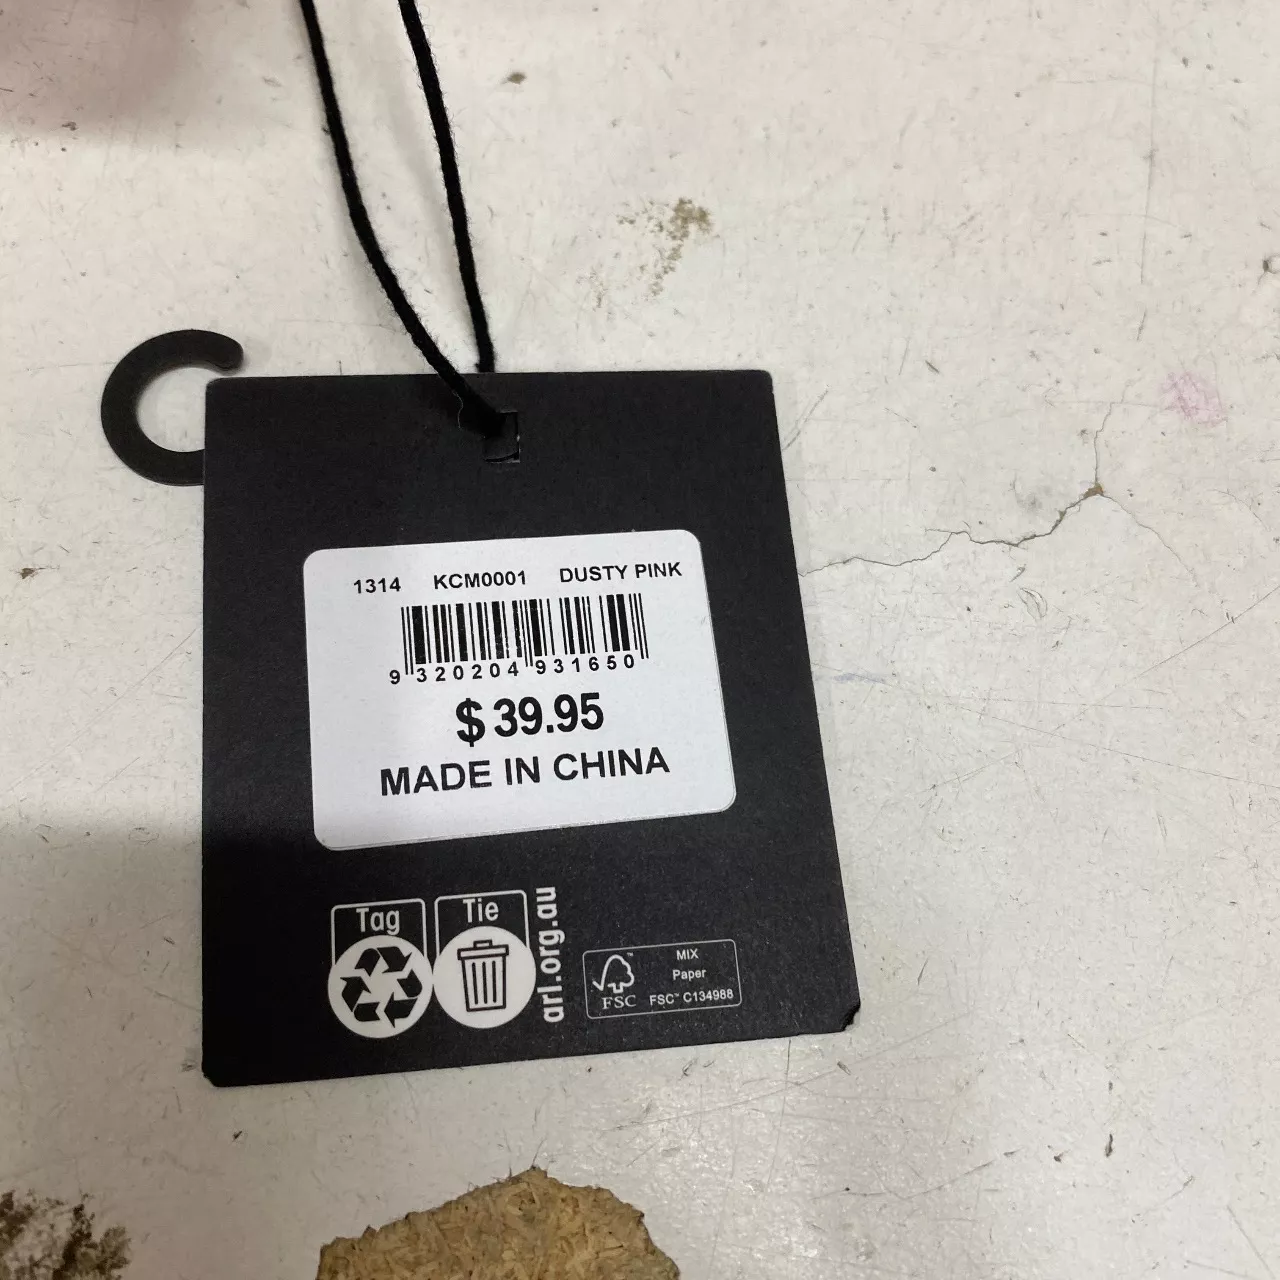 1314 KCM0001 DUSTY PINK
9 320204 931650
$39.95
MADE IN CHINA
Tag Tie
arl.org.au
FSC
MIX
Paper
FSC™ C134988